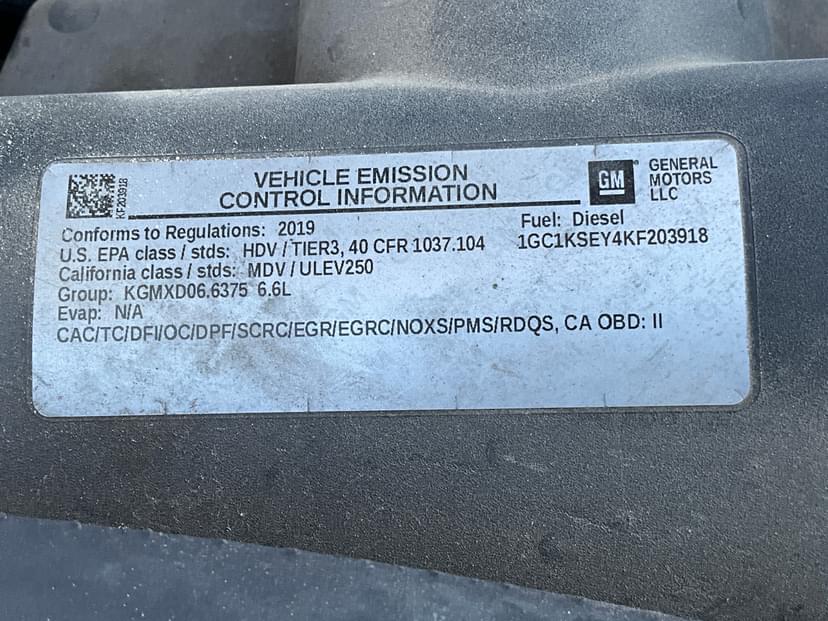 VEHICLE EMISSION
CONTROL INFORMATION
GM
GENERAL
MOTORS
LLC
KF203918
Conforms to Regulations: 2019
Fuel: Diesel
U.S. EPA class / stds: HDV / TIER3, 40 CFR 1037.104
1GC1KSEY4KF203918
California class / stds: MDV / ULEV250
Group: KGMXD06.6375 6.6L
Evap: N/A
CAC/TC/DFI/OC/DPF/SCRC/EGR/EGRC/NOXS/PMS/RDQS, CA OBD: II